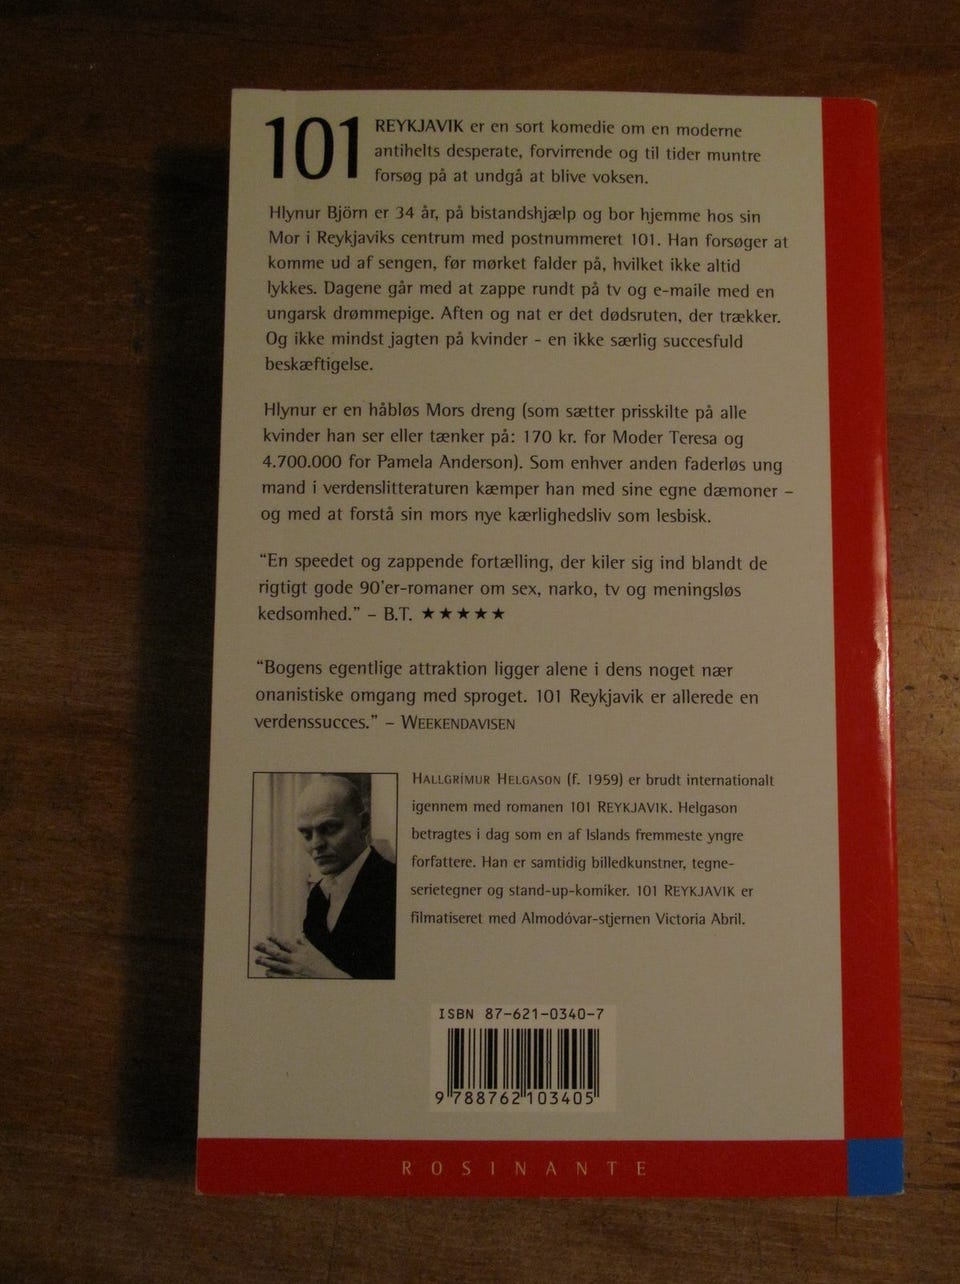 101 REYKJAVIK er en sort komedie om en moderne
antihelts desperate, forvirrende og til tider muntre
forsøg på at undgå at blive voksen.
Hlynur Björn er 34 år, på bistandshjælp og bor hjemme hos sin
Mor i Reykjaviks centrum med postnummeret 101. Han forsøger at
komme ud af sengen, før mørket falder på, hvilket ikke altid
lykkes. Dagene går med at zappe rundt på tv og e-maile med en
ungarsk drømmepige. Aften og nat er det dødsruten, der trækker.
Og ikke mindst jagten på kvinder – en ikke særlig succesfuld
beskæftigelse.
Hlynur er en håbløs Mors dreng (som sætter prisskilte på alle
kvinder han ser eller tænker på: 170 kr. for Moder Teresa og
4.700.000 for Pamela Anderson). Som enhver anden faderløs ung
mand i verdenslitteraturen kæmper han med sine egne dæmoner –
og med at forstå sin mors nye kærlighedsliv som lesbisk.
“En speedet og zappende fortælling, der kiler sig ind blandt de
rigtigt gode 90’er-romaner om sex, narko, tv og meningsløs
kedsomhed.” – B.T. ★★★★★
“Bogens egentlige attraktion ligger alene i dens noget nær
onanistiske omgang med sproget. 101 Reykjavik er allerede en
verdenssucces.” – WEEKENDAVISEN
HALLGRÍMUR HELGASON (f. 1959) er brudt internationalt
igennem med romanen 101 REYKJAVIK. Helgason
betragtes i dag som en af Islands fremmeste yngre
forfattere. Han er samtidig billedkunstner, tegne-
serietegner og stand-up-komiker. 101 REYKJAVIK er
filmatiseret med Almodóvar-stjernen Victoria Abril.
ISBN 87-621-0340-7
9 788762 103405
ROSINANTE